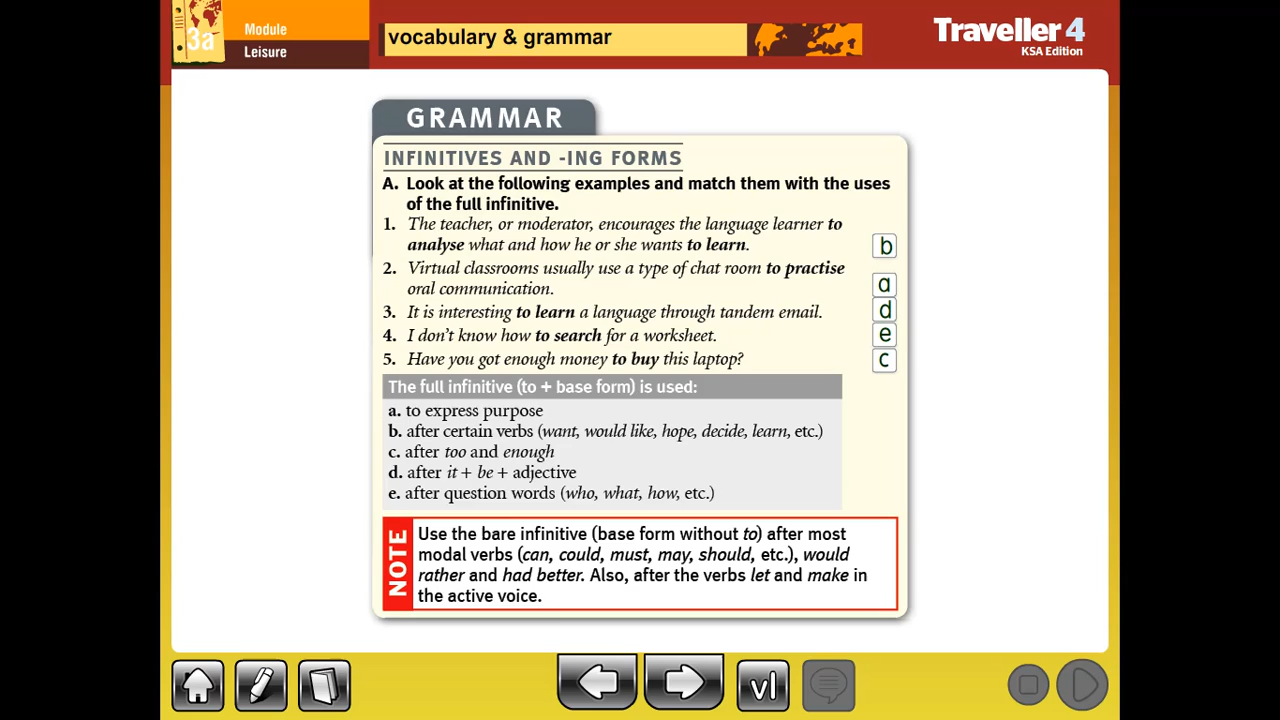 3a
Module
Leisure
vocabulary & grammar
Traveller 4
KSA Edition
GRAMMAR
INFINITIVES AND -ING FORMS
A. Look at the following examples and match them with the uses
of the full infinitive.
1. The teacher, or moderator, encourages the language learner to
analyse what and how he or she wants to learn. b
2. Virtual classrooms usually use a type of chat room to practise
oral communication. a
3. It is interesting to learn a language through tandem email. d
4. I don't know how to search for a worksheet. e
5. Have you got enough money to buy this laptop? c
The full infinitive (to + base form) is used:
a. to express purpose
b. after certain verbs (want, would like, hope, decide, learn, etc.)
c. after too and enough
d. after it + be + adjective
e. after question words (who, what, how, etc.)
NOTE
Use the bare infinitive (base form without to) after most
modal verbs (can, could, must, may, should, etc.), would
rather and had better. Also, after the verbs let and make in
the active voice.
vl